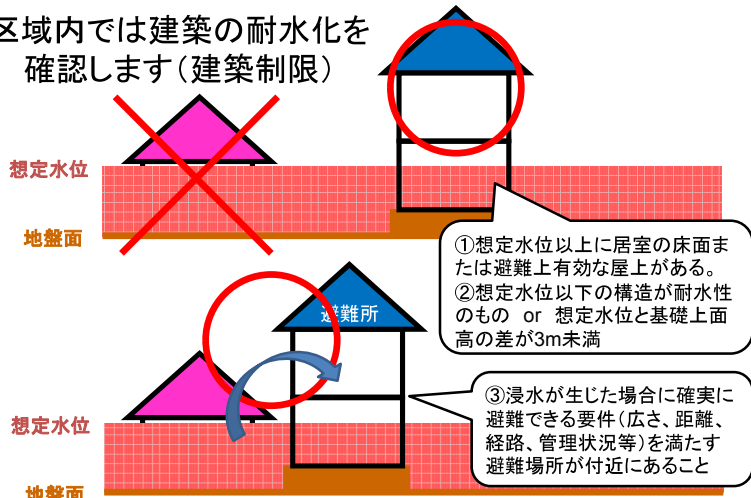 区域内では建築の耐水化を
確認します(建築制限)
想定水位
地盤面
①想定水位以上に居室の床面ま
たは避難上有効な屋上がある。
②想定水位以下の構造が耐水性
のもの or 想定水位と基礎上面
高の差が3m未満
避難所
③浸水が生じた場合に確実に
避難できる要件(広さ、距離、
経路、管理状況等)を満たす
避難場所が付近にあること
想定水位
地盤面